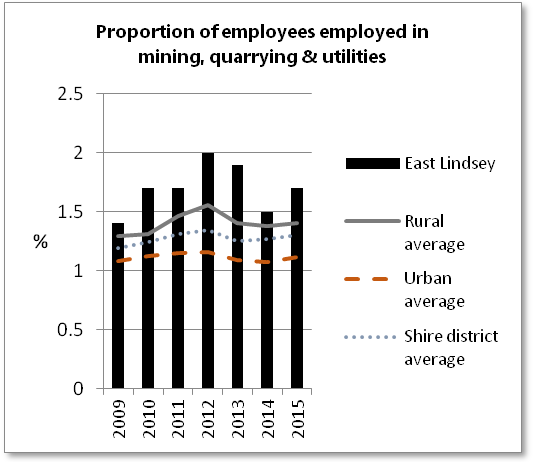 Proportion of employees employed in
mining, quarrying & utilities
2.5
2
1.5
1
0.5
0
%
2009
2010
2011
2012
2013
2014
2015
East Lindsey
Rural
average
Urban
average
Shire district
average